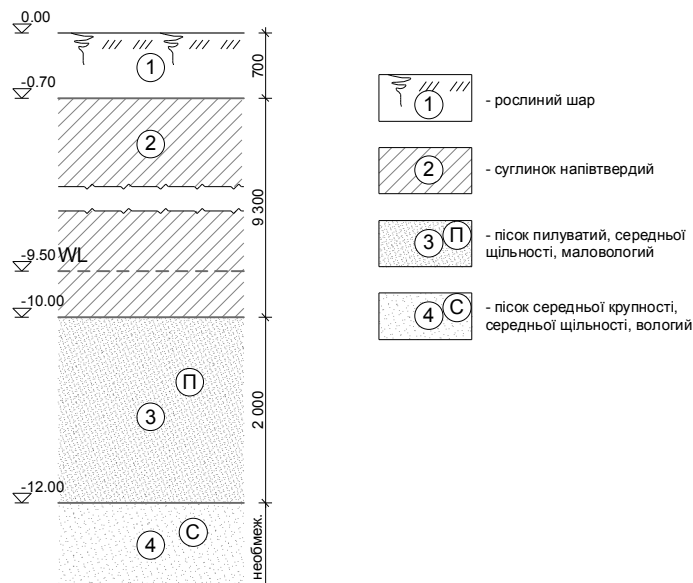 0.00
1
700
-0.70
2
9 300
-9.50 WL
-10.00
П
3
2 000
-12.00
С
4
необмеж.
1
- рослиний шар
2
- суглинок напівтвердий
3 П
- пісок пилуватий, середньої
щільності, маловологий
4 С
- пісок середньої крупності,
середньої щільності, вологий